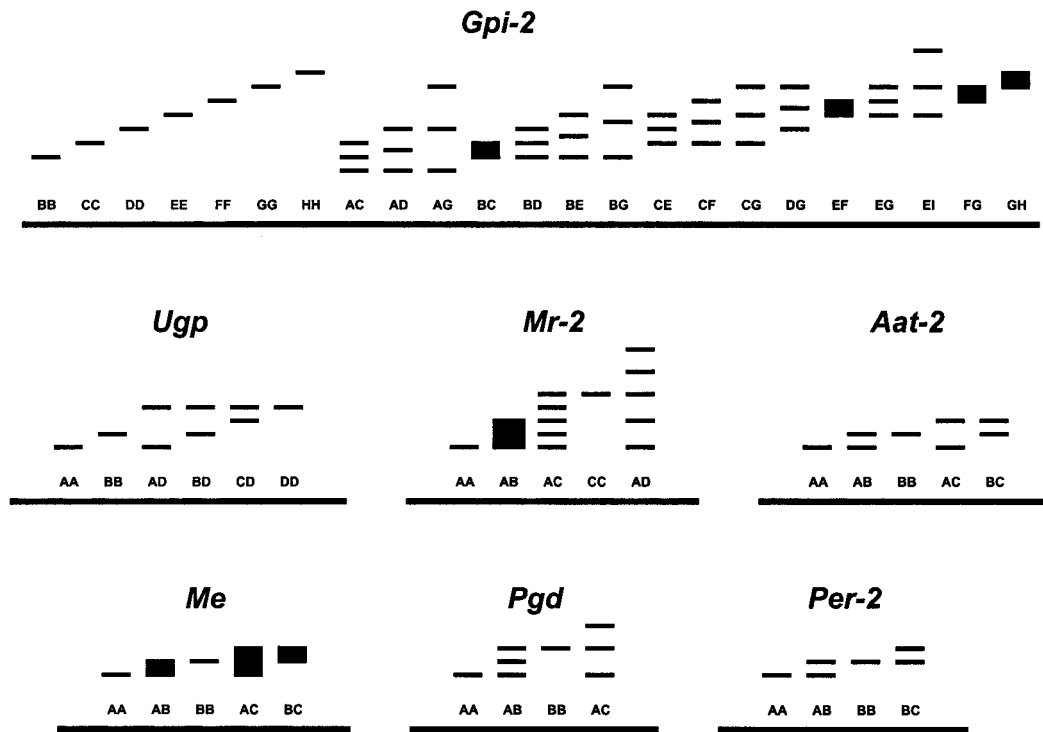 Gpi-2
BB CC DD EE FF GG HH AC AD AG BC BD BE BG CE CF CG DG EF EG EI FG GH
Ugp Mr-2 Aat-2
AA BB AD BD CD DD AA AB AC CC AD AA AB BB AC BC
Me Pgd Per-2
AA AB BB AC BC AA AB BB AC AA AB BB BC